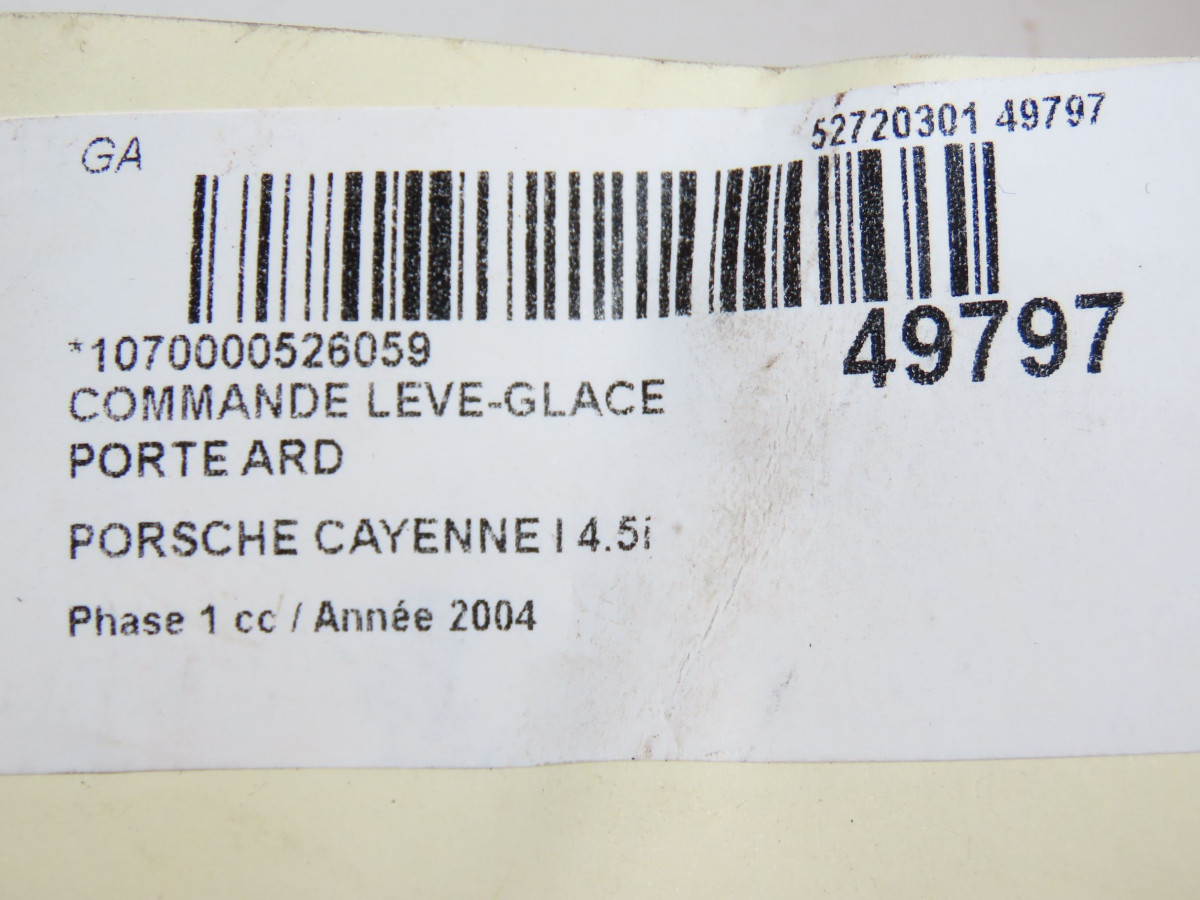 GA
52720301 49797
49797
*1070000526059
COMMANDE LEVE-GLACE
PORTE ARD
PORSCHE CAYENNE I 4.5i
Phase 1 cc / Année 2004